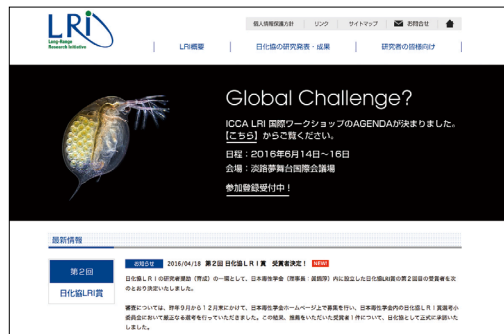 個人情報保護方針 リンク サイトマップ お問合せ
LRI
Long-Range
Research Initiative
LRI概要 日化協の研究発表・成果 研究者の皆様向け
Global Challenge?
ICCA LRI 国際ワークショップのAGENDAが決まりました。
【こちら】からご覧ください。
日程:2016年6月14日〜16日
会場:淡路夢舞台国際会議場
参加登録受付中!
最新情報
第2回
日化協LRI賞
お知らせ 2016/04/18 第2回 日化協LRI賞 受賞者決定! NEW!
日化協LRIの研究者援助(育成)の一環として、日本毒性学会(理事長:眞鍋淳)内に設立した日化協LRI賞の第2回目の受賞者を次
のとおり決定いたしました。
審査については、昨年9月から12月末にかけて、日本毒性学会ホームページ上で募集を行い、日本毒性学会内の日化協LRI賞選考小
委員会において厳正なる選考を行っていただきました。この結果、推薦をいただいた受賞者1件について、日化協として正式に承認いた
しました。